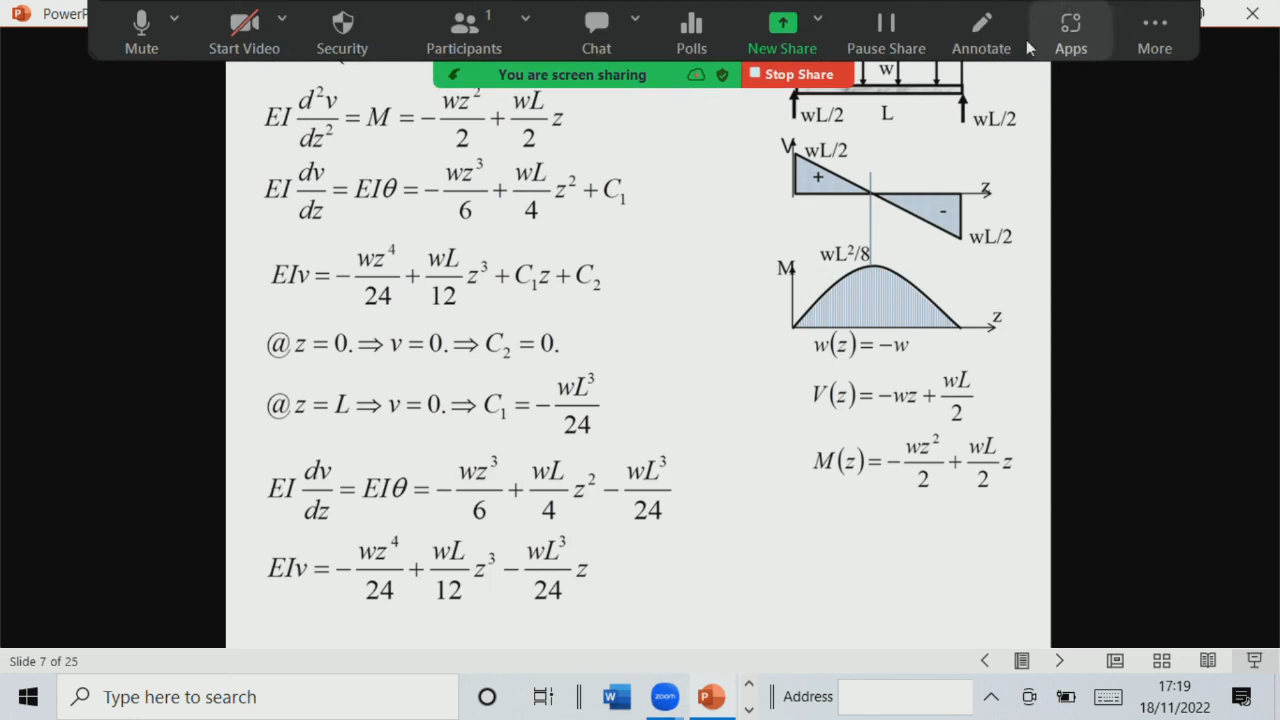 PowerP
Mute
Start Video
Security
Participants
1
Chat
Polls
New Share
Pause Share
Annotate
Apps
More
You are screen sharing
Stop Share
EI d²v/dz² = M = -wz²/2 + wL/2 z
EI dv/dz = EIθ = -wz³/6 + wL/4 z² + C₁
EIv = -wz⁴/24 + wL/12 z³ + C₁z + C₂
@ z = 0. ⇒ v = 0. ⇒ C₂ = 0.
@ z = L ⇒ v = 0. ⇒ C₁ = -wL³/24
EI dv/dz = EIθ = -wz³/6 + wL/4 z² - wL³/24
EIv = -wz⁴/24 + wL/12 z³ - wL³/24 z
w
wL/2
L
wL/2
V
wL/2
+
z
-
wL/2
wL²/8
M
z
w(z) = -w
V(z) = -wz + wL/2
M(z) = -wz²/2 + wL/2 z
Slide 7 of 25
Type here to search
zoom
Address
17:19
18/11/2022